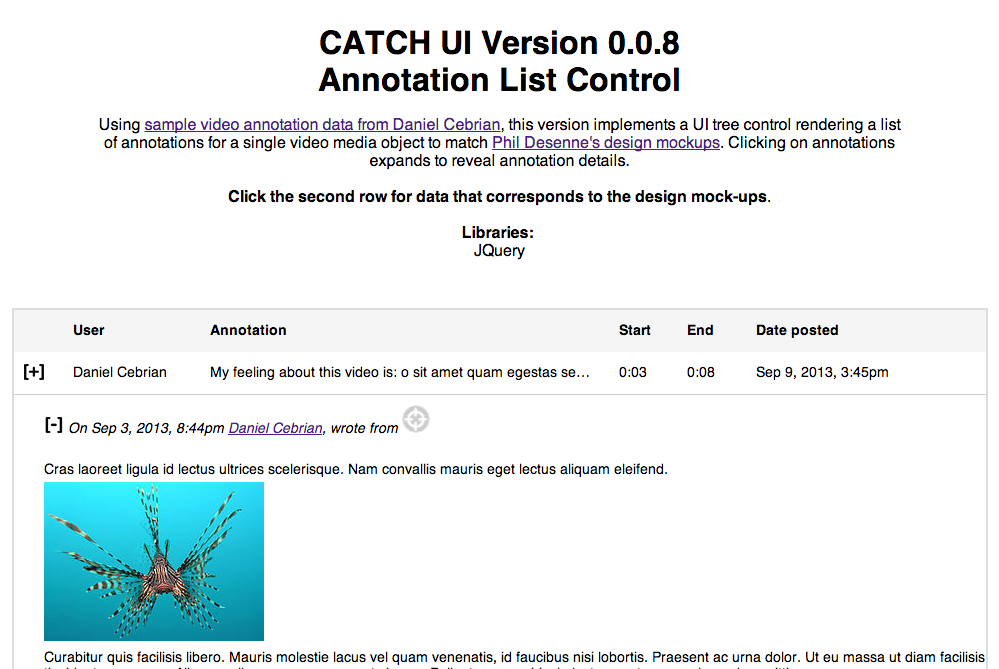 CATCH UI Version 0.0.8
Annotation List Control
Using sample video annotation data from Daniel Cebrian, this version implements a UI tree control rendering a list
of annotations for a single video media object to match Phil Desenne's design mockups. Clicking on annotations
expands to reveal annotation details.
Click the second row for data that corresponds to the design mock-ups.
Libraries:
JQuery
User Annotation Start End Date posted
[+] Daniel Cebrian My feeling about this video is: o sit amet quam egestas se... 0:03 0:08 Sep 9, 2013, 3:45pm
[-] On Sep 3, 2013, 8:44pm Daniel Cebrian, wrote from
Cras laoreet ligula id lectus ultrices scelerisque. Nam convallis mauris eget lectus aliquam eleifend.
Curabitur quis facilisis libero. Mauris molestie lacus vel quam venenatis, id faucibus nisi lobortis. Praesent ac urna dolor. Ut eu massa ut diam facilisis